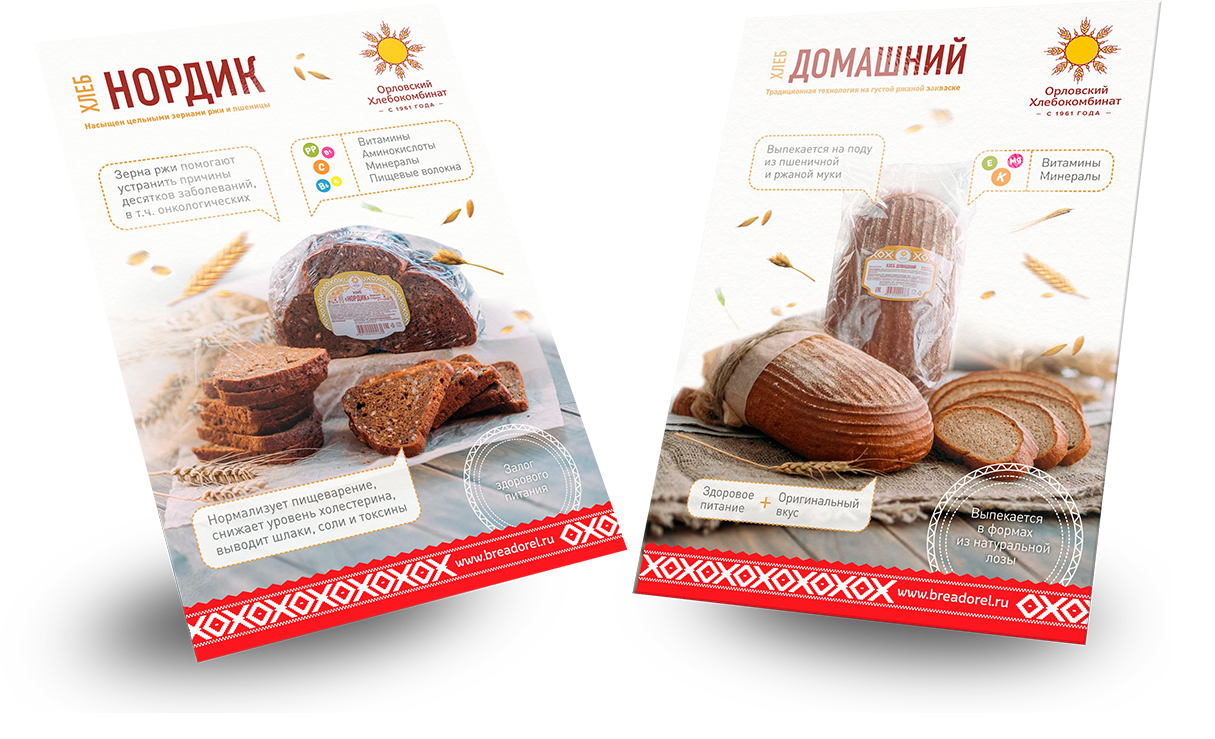 ХЛЕБ
НОРДИК
Насыщен цельными зернами ржи и пшеницы
Орловский
Хлебокомбинат
С 1961 ГОДА
Зерна ржи помогают
устранить причины
десятков заболеваний,
в т.ч. онкологических
PP
B1
C
Витамины
Аминокислоты
Минералы
Пищевые волокна
«НОРДИК»
Залог
здорового
питания
Нормализует пищеварение,
снижает уровень холестерина,
выводит шлаки, соли и токсины
www.breadorel.ru
ХЛЕБ
ДОМАШНИЙ
Традиционная технология на густой ржаной закваске
Орловский
Хлебокомбинат
С 1961 ГОДА
Выпекается на поду
из пшеничной
и ржаной муки
E
Mg
K
Витамины
Минералы
ХЛЕБ ДОМАШНИЙ
Здоровое
питание
+
Оригинальный
вкус
Выпекается
в формах
из натуральной
лозы
www.breadorel.ru